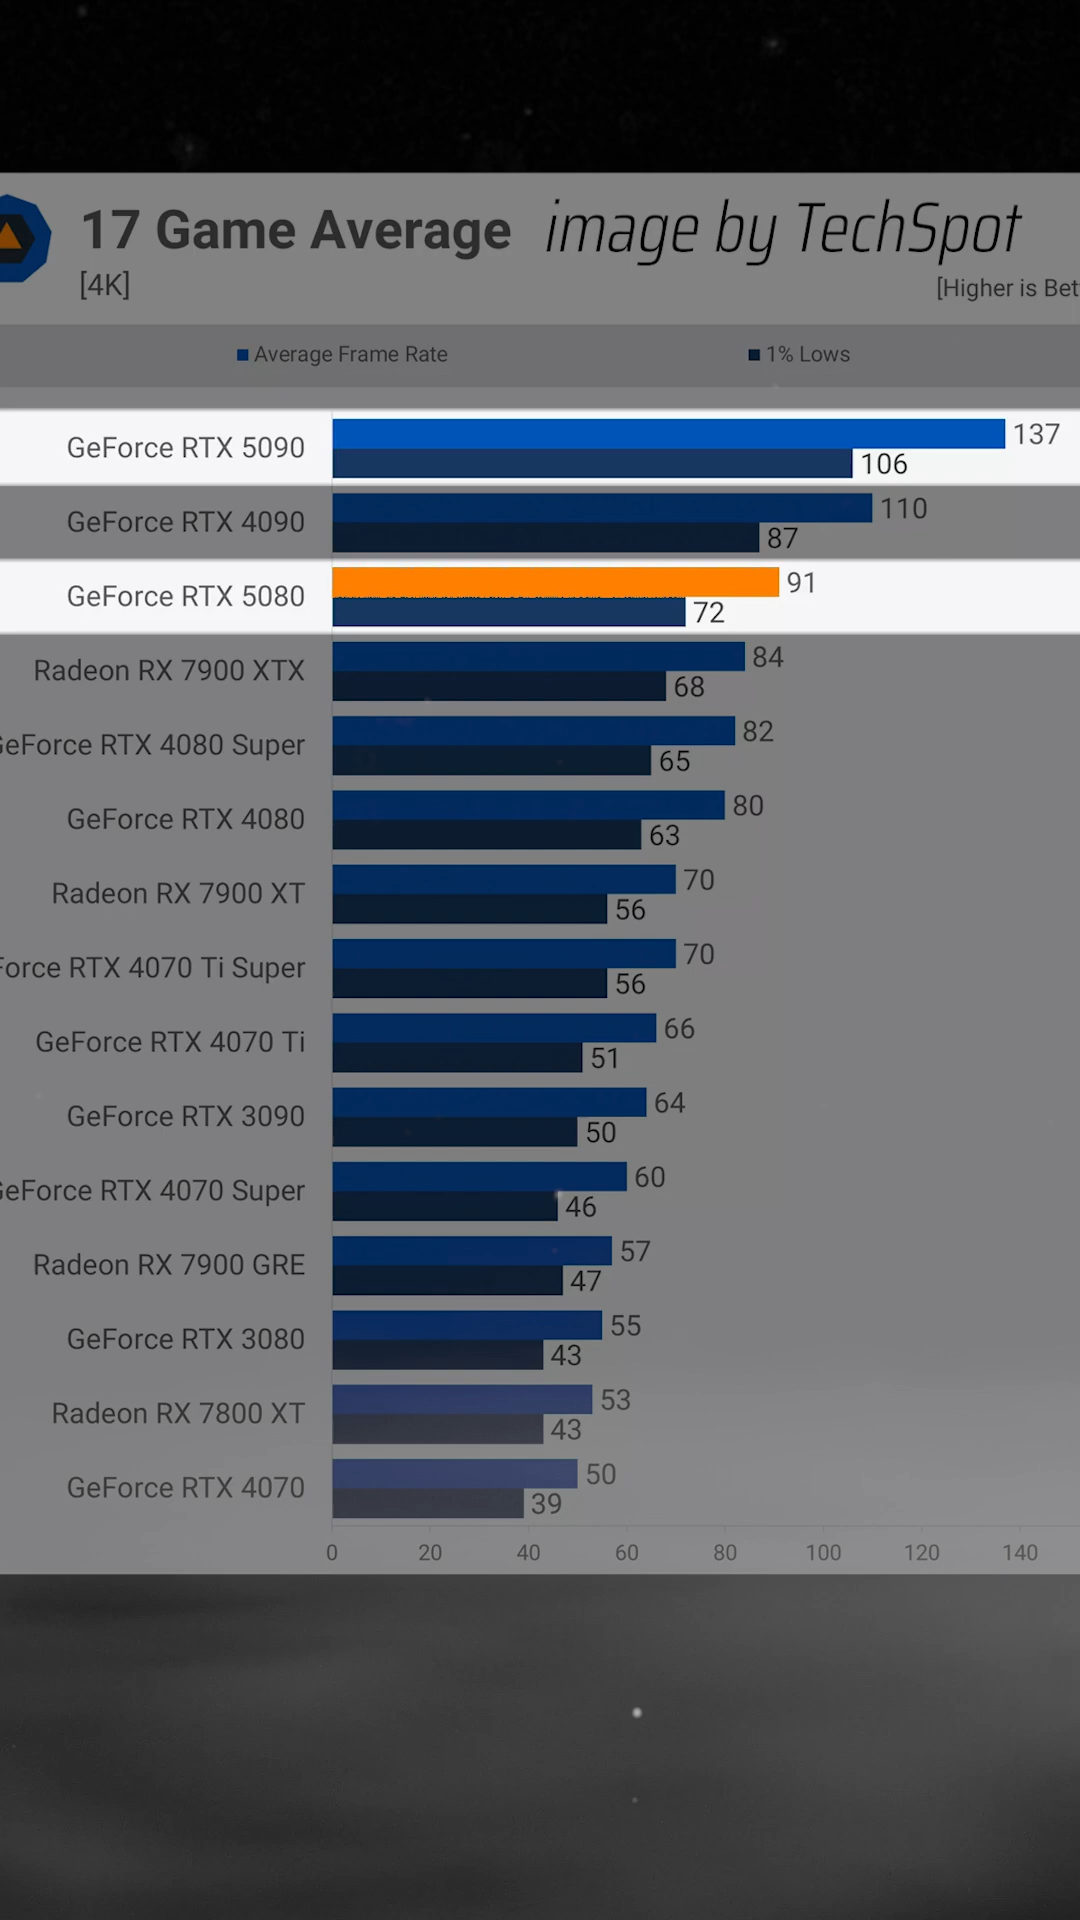 17 Game Average image by TechSpot
[4K]
[Higher is Bet
Average Frame Rate 1% Lows
GeForce RTX 5090 137
106
GeForce RTX 4090 110
87
GeForce RTX 5080 91
72
Radeon RX 7900 XTX 84
68
GeForce RTX 4080 Super 82
65
GeForce RTX 4080 80
63
Radeon RX 7900 XT 70
56
Force RTX 4070 Ti Super 70
56
GeForce RTX 4070 Ti 66
51
GeForce RTX 3090 64
50
GeForce RTX 4070 Super 60
46
Radeon RX 7900 GRE 57
47
GeForce RTX 3080 55
43
Radeon RX 7800 XT 53
43
GeForce RTX 4070 50
39
0 20 40 60 80 100 120 140